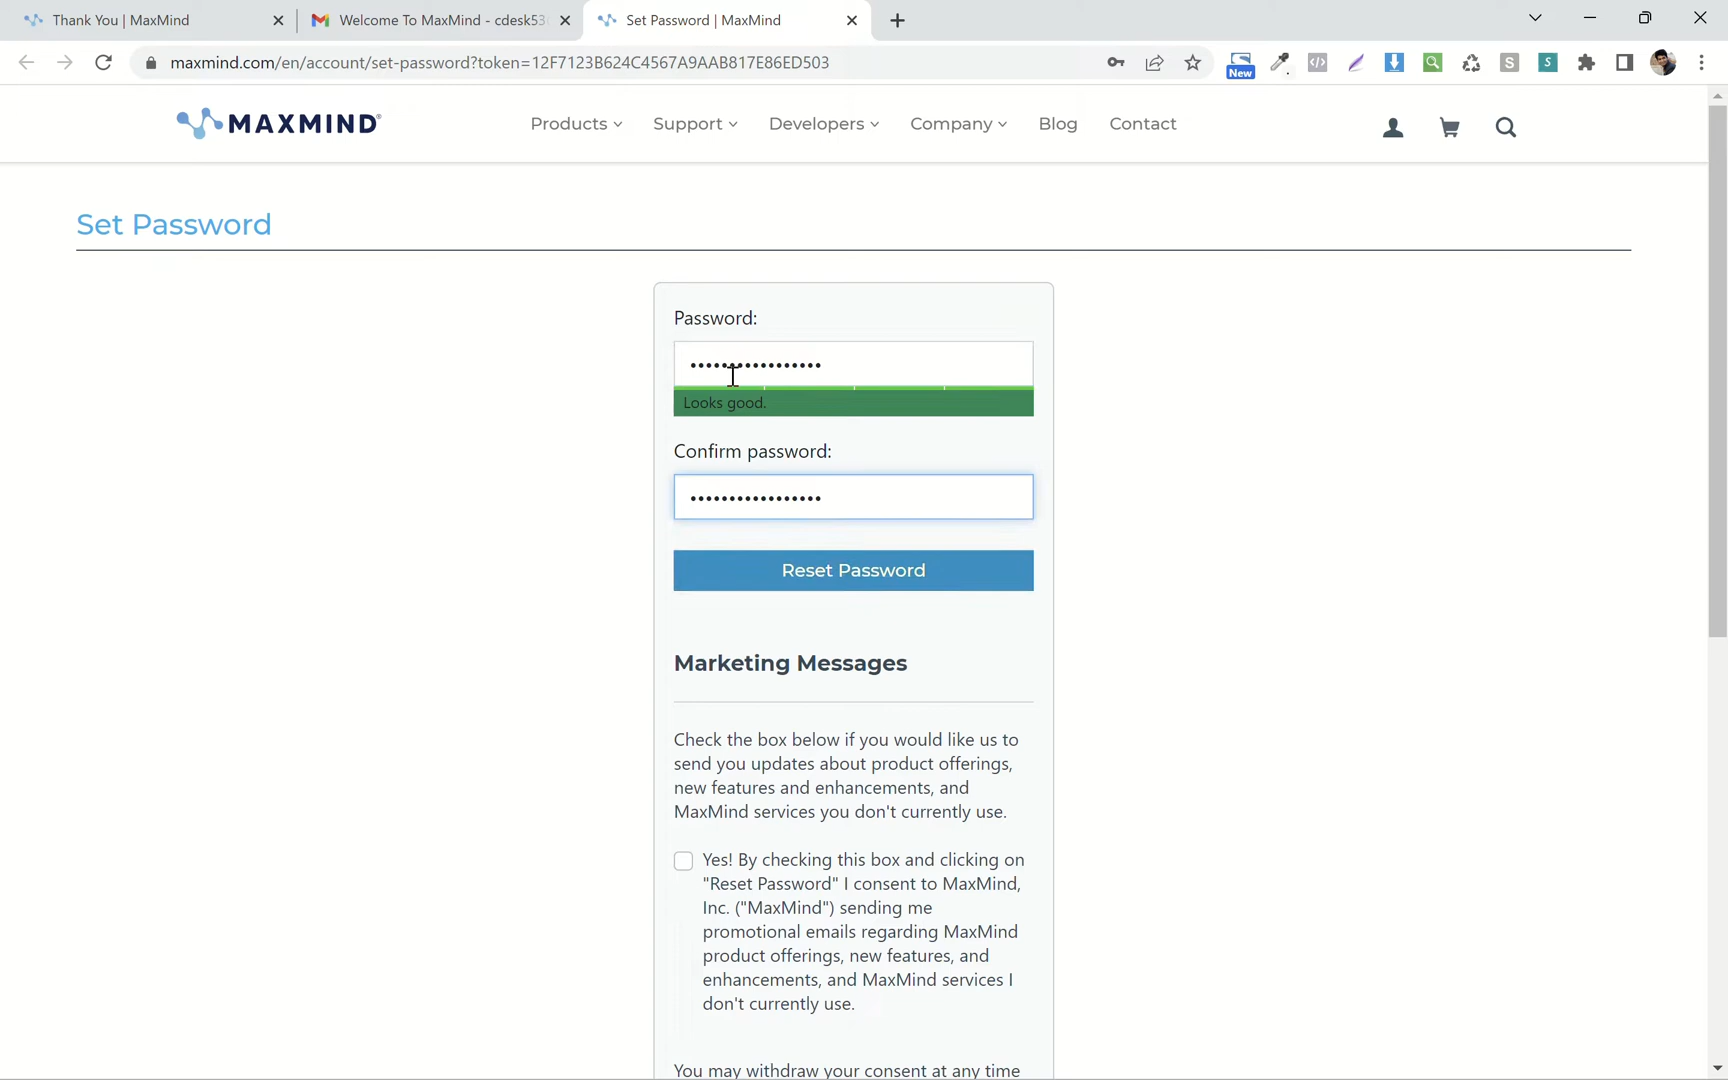 Thank You | MaxMind
Welcome To MaxMind - cdesk53
Set Password | MaxMind
maxmind.com/en/account/set-password?token=12F7123B624C4567A9AAB817E86ED503
New
S
S
MAXMIND®
Products
Support
Developers
Company
Blog
Contact
Set Password
Password:
•••••••••••••••••
Looks good.
Confirm password:
•••••••••••••••••
Reset Password
Marketing Messages
Check the box below if you would like us to
send you updates about product offerings,
new features and enhancements, and
MaxMind services you don't currently use.
Yes! By checking this box and clicking on
"Reset Password" I consent to MaxMind,
Inc. ("MaxMind") sending me
promotional emails regarding MaxMind
product offerings, new features, and
enhancements, and MaxMind services I
don't currently use.
You may withdraw your consent at any time